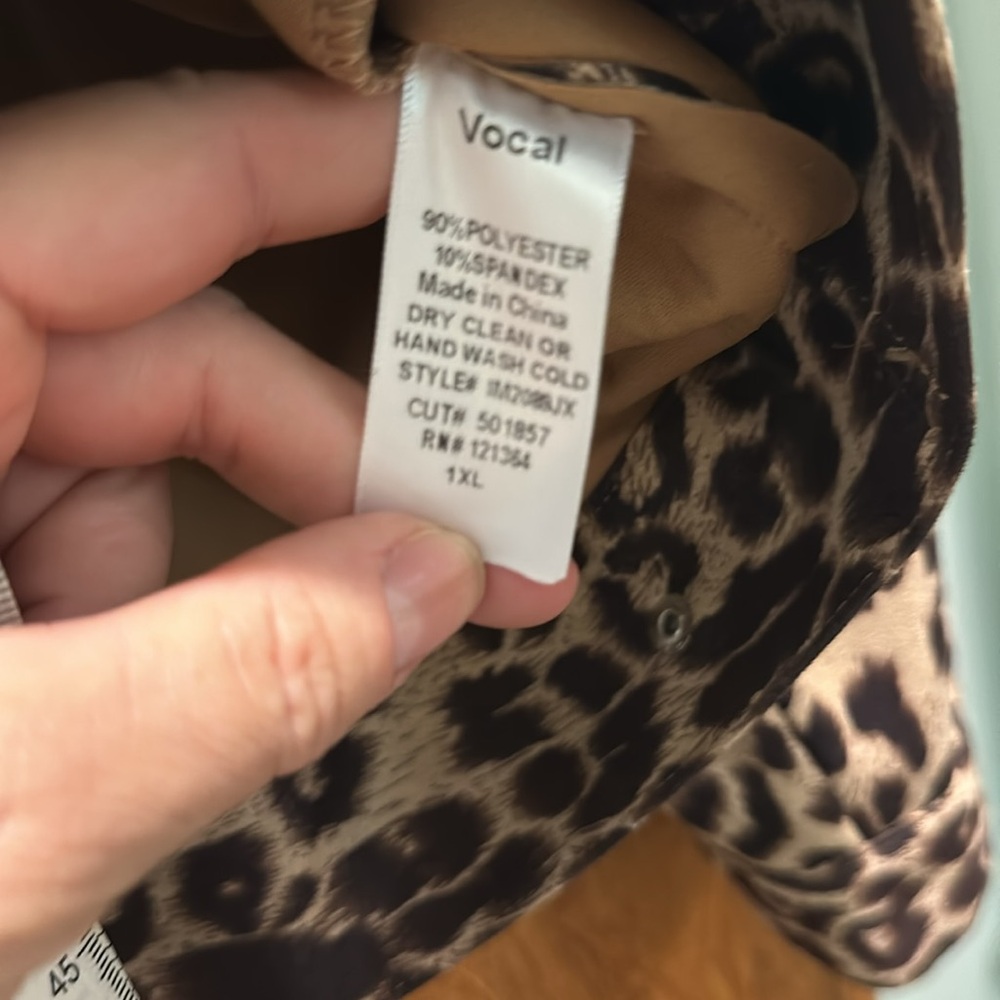 Vocal
90%POLYESTER
10%SPANDEX
Made in China
DRY CLEAN OR
HAND WASH COLD
STYLE#
CUT# 501857
RN# 121364
1XL
45